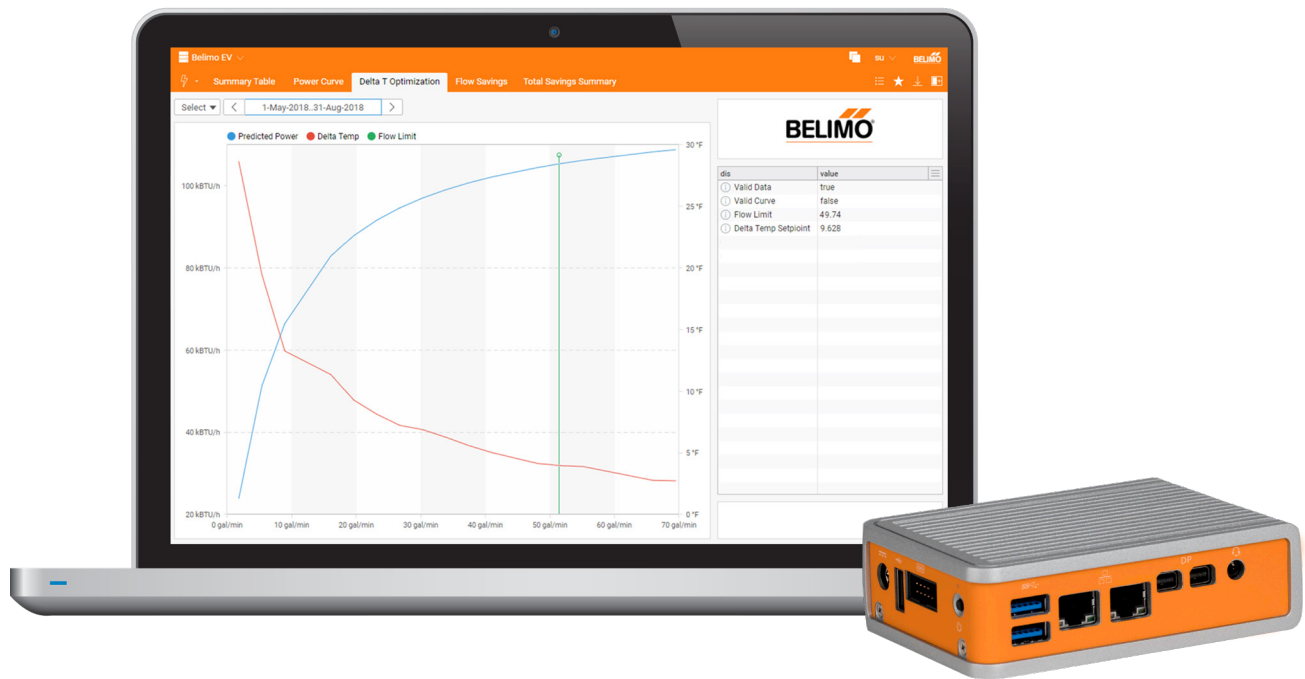 Belimo EV
su
BELIMO
Summary Table
Power Curve
Delta T Optimization
Flow Savings
Total Savings Summary
Select
1-May-2018..31-Aug-2018
Predicted Power
Delta Temp
Flow Limit
100 kBTU/h
80 kBTU/h
60 kBTU/h
40 kBTU/h
20 kBTU/h
30 °F
25 °F
20 °F
15 °F
10 °F
5 °F
0 °F
0 gal/min
10 gal/min
20 gal/min
30 gal/min
40 gal/min
50 gal/min
60 gal/min
70 gal/min
BELIMO®
dis value
Valid Data true
Valid Curve false
Flow Limit 49.74
Delta Temp Setpioint 9.628
DP